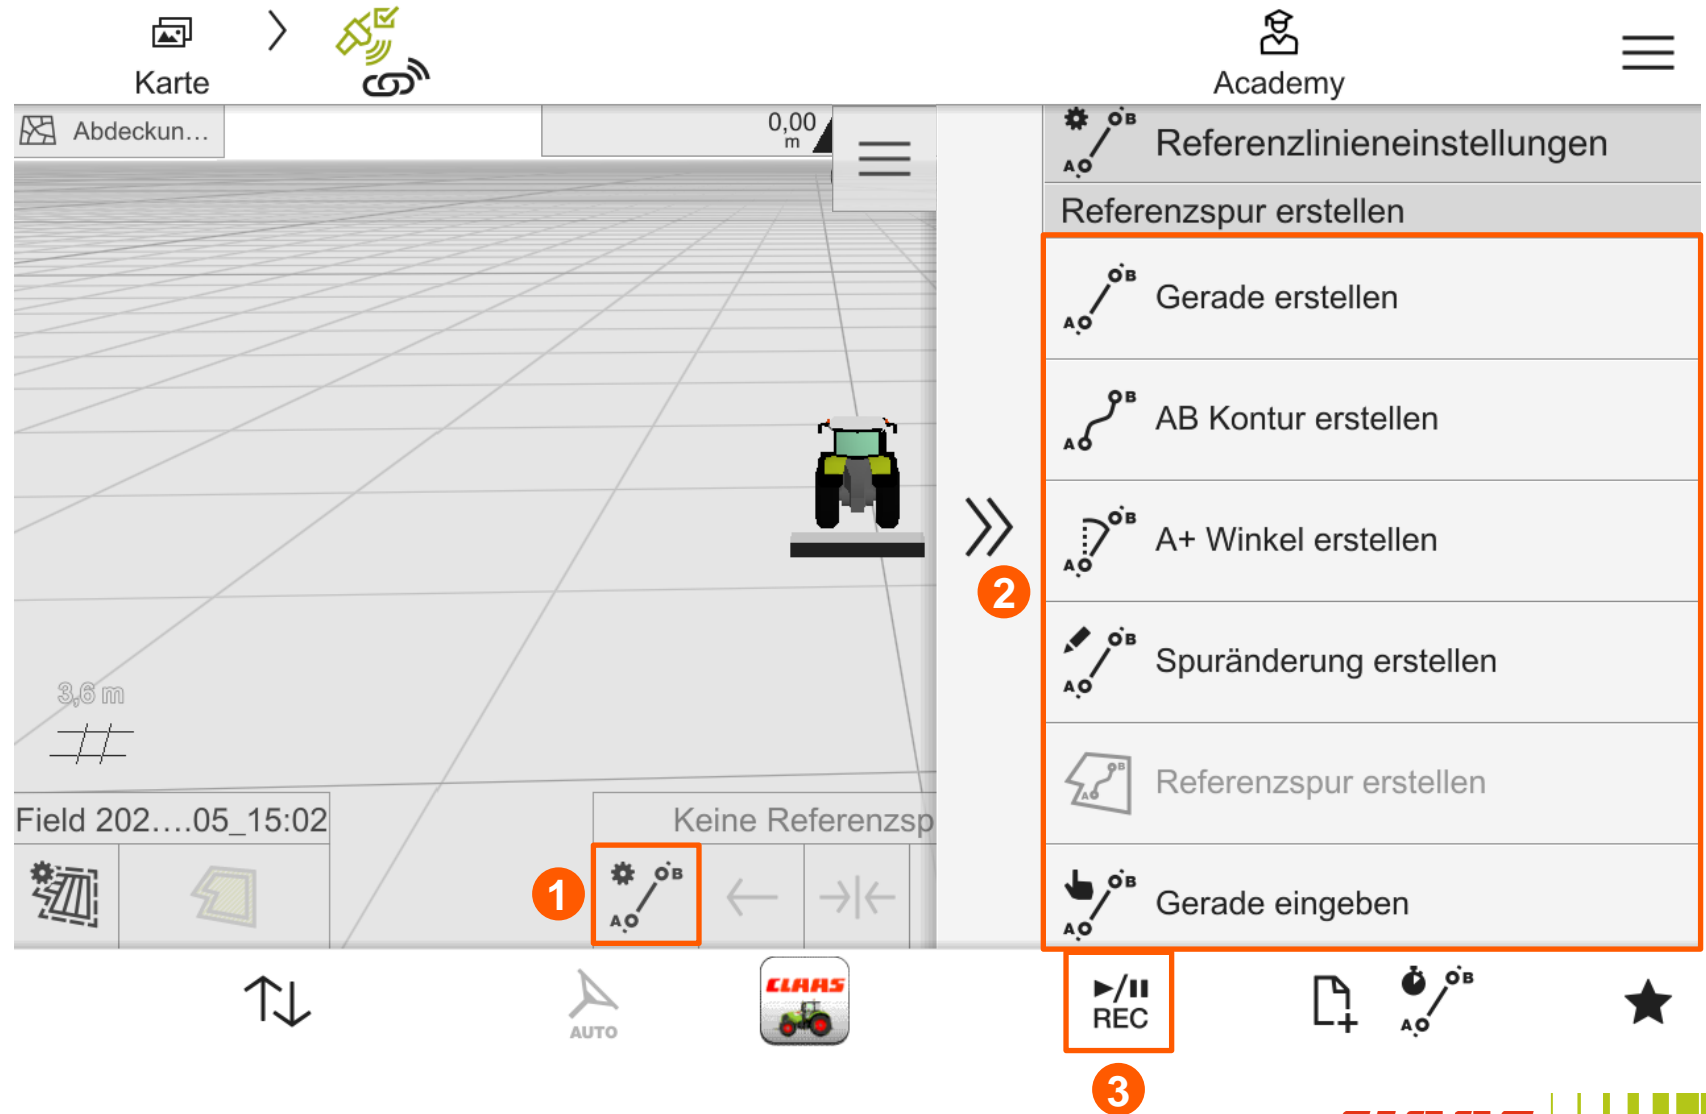 Karte
Academy
Abdeckun...
0,00
m
Referenzlinieneinstellungen
Referenzspur erstellen
Gerade erstellen
AB Kontur erstellen
A+ Winkel erstellen
2
Spuränderung erstellen
3,6 m
Referenzspur erstellen
Field 202....05_15:02
Keine Referenzsp
1
Gerade eingeben
A B
AUTO
CLAAS
REC
A B
3